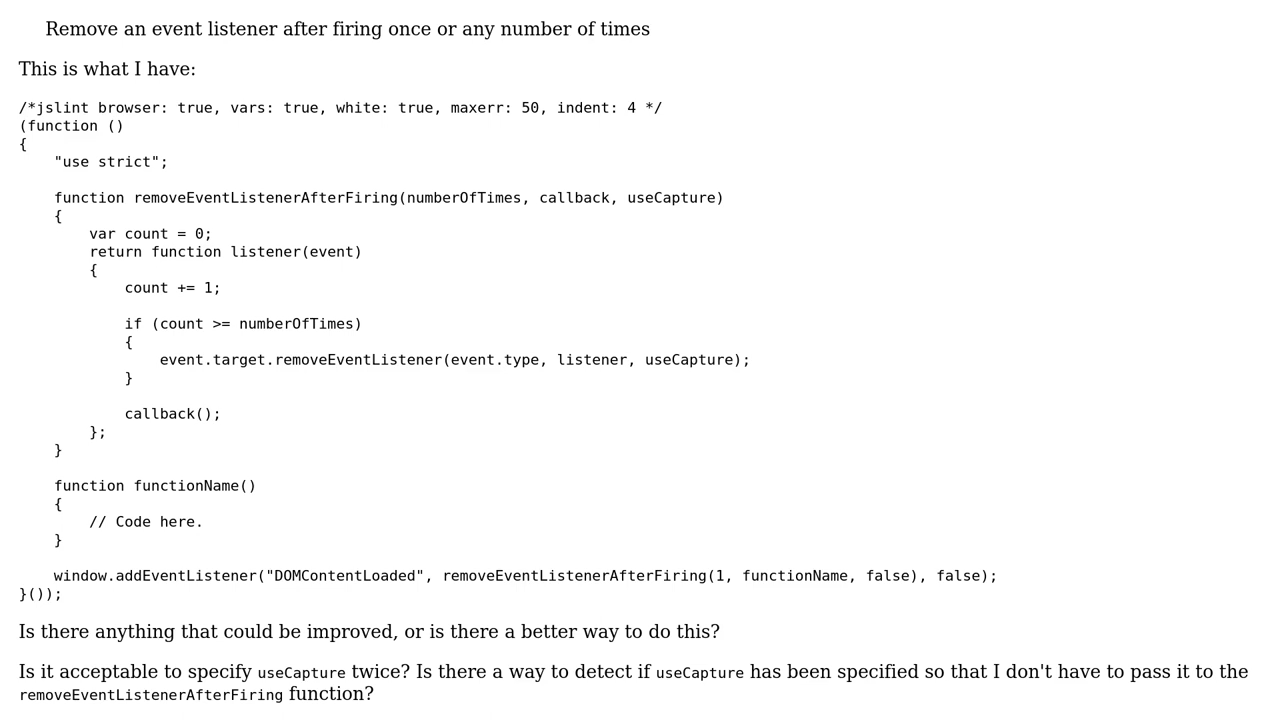 Remove an event listener after firing once or any number of times
This is what I have:
/*jslint browser: true, vars: true, white: true, maxerr: 50, indent: 4 */
(function ()
{
    "use strict";

    function removeEventListenerAfterFiring(numberOfTimes, callback, useCapture)
    {
        var count = 0;
        return function listener(event)
        {
            count += 1;

            if (count >= numberOfTimes)
            {
                event.target.removeEventListener(event.type, listener, useCapture);
            }

            callback();
        };
    }

    function functionName()
    {
        // Code here.
    }

    window.addEventListener("DOMContentLoaded", removeEventListenerAfterFiring(1, functionName, false), false);
}());
Is there anything that could be improved, or is there a better way to do this?
Is it acceptable to specify useCapture twice? Is there a way to detect if useCapture has been specified so that I don't have to pass it to the
removeEventListenerAfterFiring function?